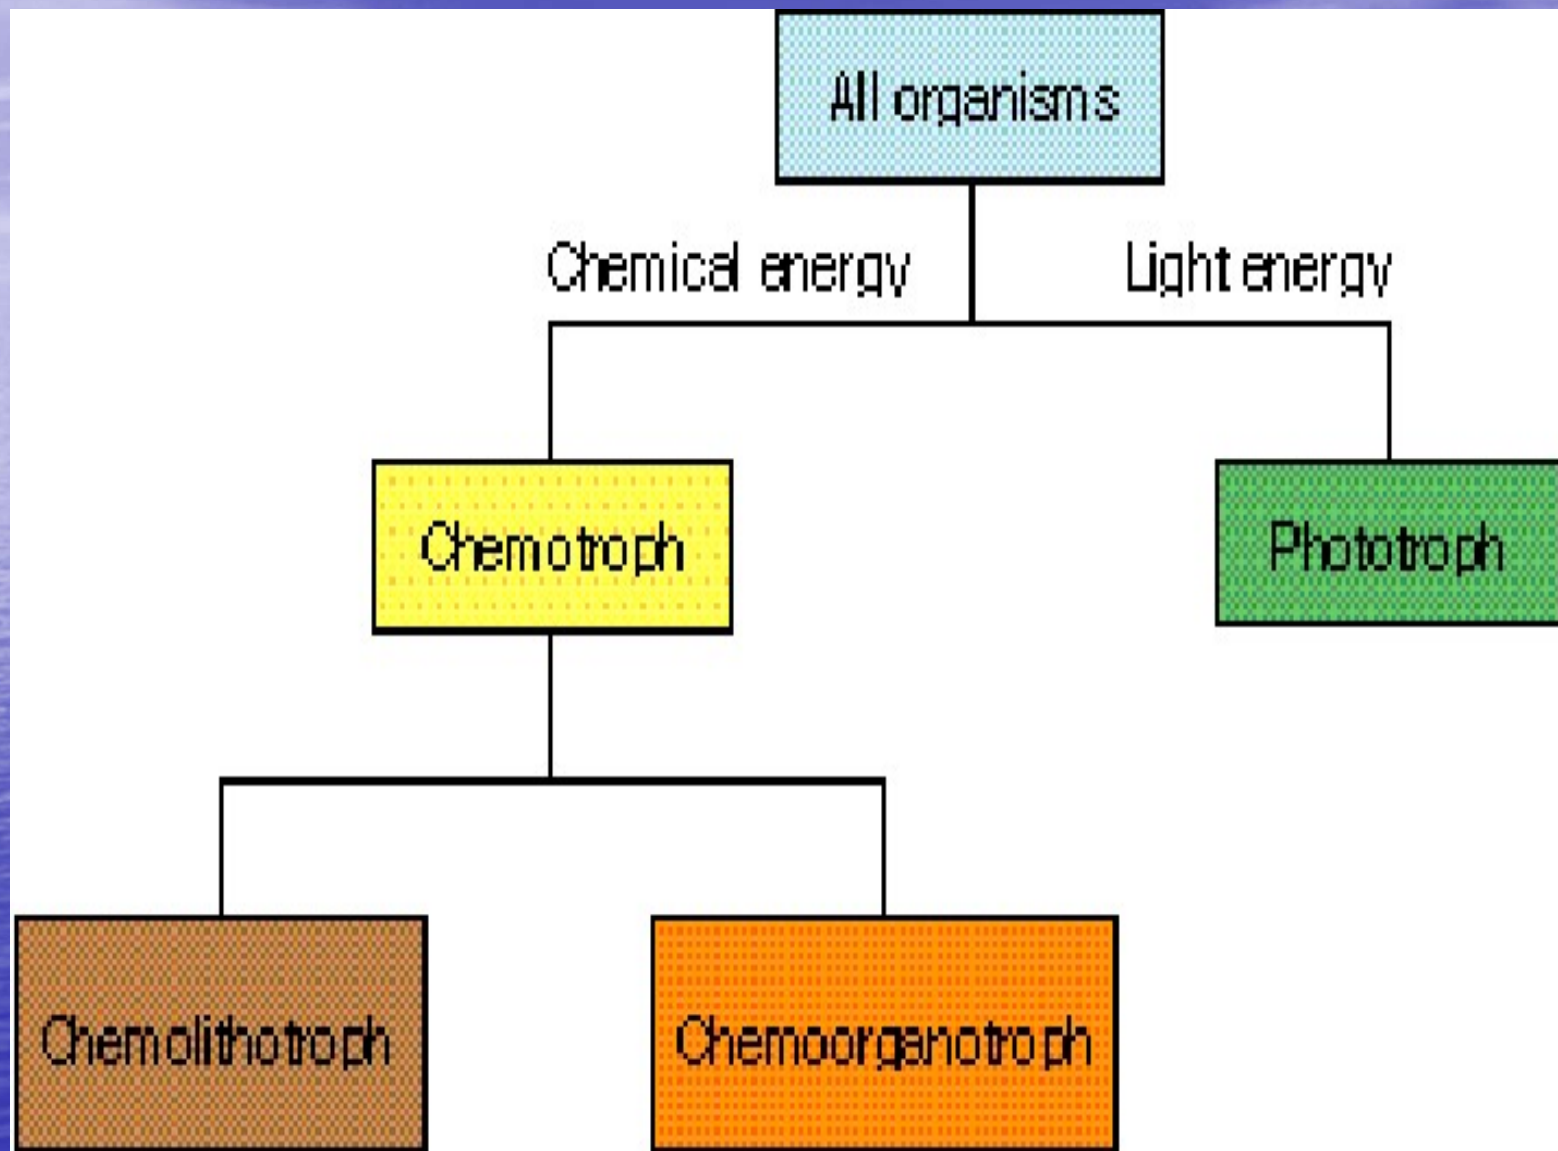 All organisms
Chemical energy
Light energy
Chemotroph
Phototroph
Chemolithotroph
Chemoorganotroph